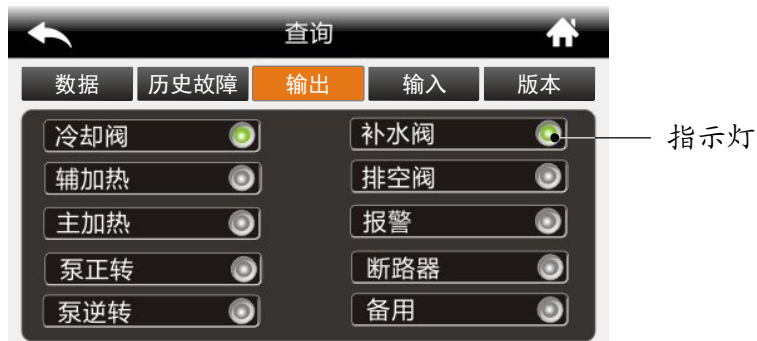 查询
数据 历史故障 输出 输入 版本
冷却阀 补水阀 指示灯
辅加热 排空阀
主加热 报警
泵正转 断路器
泵逆转 备用